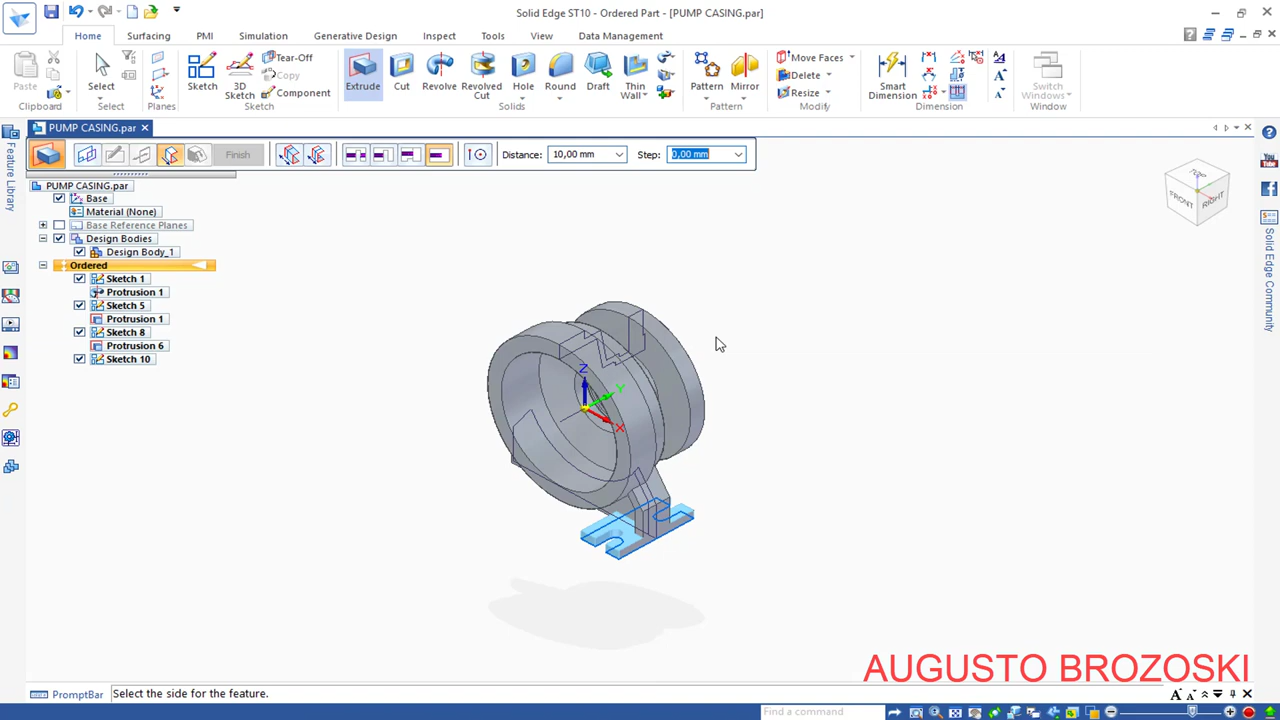 Solid Edge ST10 - Ordered Part - [PUMP CASING.par]
Home Surfacing PMI Simulation Generative Design Inspect Tools View Data Management
Paste
Clipboard
Select
Select
Planes
Sketch
3D Sketch
Tear-Off
Copy
Component
Sketch
Extrude
Cut
Revolve
Revolved Cut
Hole
Round
Draft
Thin Wall
Solids
Pattern
Mirror
Pattern
Move Faces
Delete
Resize
Modify
Smart Dimension
Dimension
Switch Windows
Window
PUMP CASING.par
Finish
Distance: 10,00 mm Step: 0,00 mm
Feature Library
PUMP CASING.par
Base
Material (None)
Base Reference Planes
Design Bodies
Design Body_1
Ordered
Sketch 1
Protrusion 1
Sketch 5
Protrusion 1
Sketch 8
Protrusion 6
Sketch 10
TOP
FRONT
RIGHT
Z
Y
X
YouTube
Solid Edge Community
AUGUSTO BROZOSKI
PromptBar Select the side for the feature.
Find a command